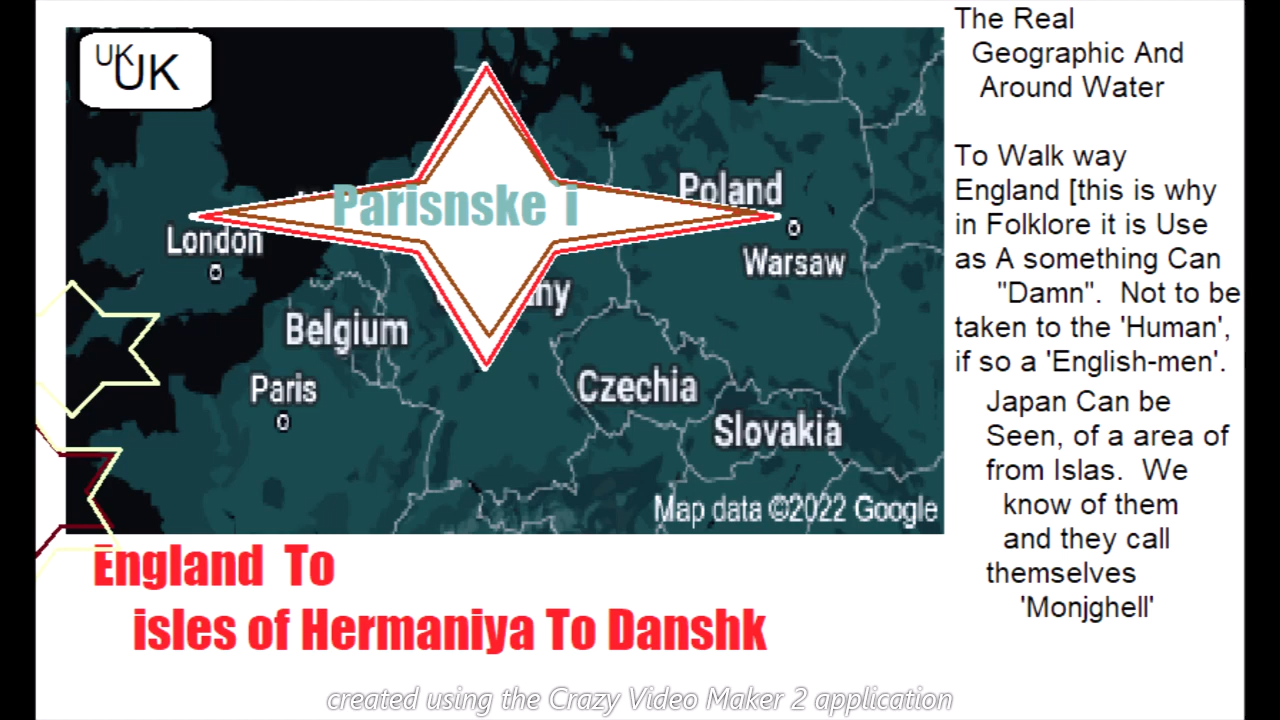 UK
UK
The Real
Geographic And
Around Water
To Walk way
England [this is why
in Folklore it is Use
as A something Can
"Damn".  Not to be
taken to the 'Human',
if so a 'English-men'.
Japan Can be
Seen, of a area of
from Islas.  We
know of them
and they call
themselves
'Monjghell'
Parisnske`i
Poland
London
Warsaw
Belgium
Paris
Czechia
Slovakia
Map data ©2022 Google
England  To
isles of Hermaniya To Danshk
created using the Crazy Video Maker 2 application